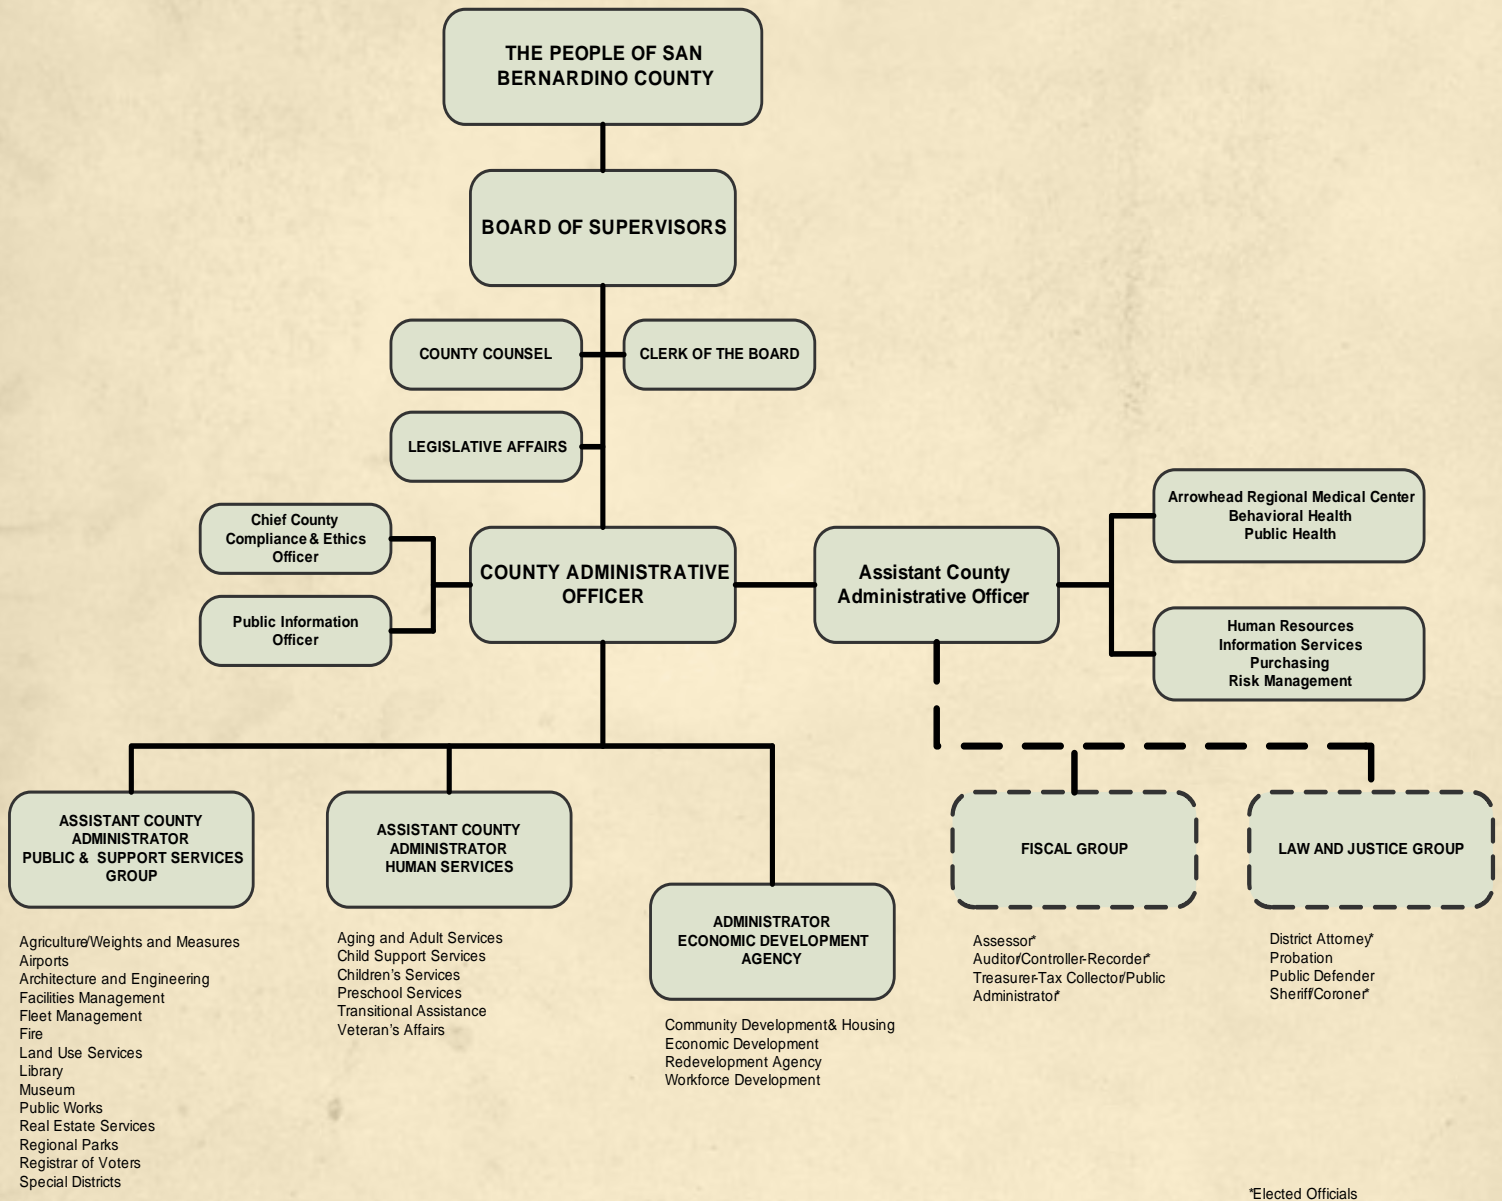 THE PEOPLE OF SAN
BERNARDINO COUNTY
BOARD OF SUPERVISORS
COUNTY COUNSEL
CLERK OF THE BOARD
LEGISLATIVE AFFAIRS
Chief County
Compliance & Ethics
Officer
Public Information
Officer
COUNTY ADMINISTRATIVE
OFFICER
Assistant County
Administrative Officer
Arrowhead Regional Medical Center
Behavioral Health
Public Health
Human Resources
Information Services
Purchasing
Risk Management
ASSISTANT COUNTY
ADMINISTRATOR
PUBLIC & SUPPORT SERVICES
GROUP
Agriculture/Weights and Measures
Airports
Architecture and Engineering
Facilities Management
Fleet Management
Fire
Land Use Services
Library
Museum
Public Works
Real Estate Services
Regional Parks
Registrar of Voters
Special Districts
ASSISTANT COUNTY
ADMINISTRATOR
HUMAN SERVICES
Aging and Adult Services
Child Support Services
Children's Services
Preschool Services
Transitional Assistance
Veteran's Affairs
ADMINISTRATOR
ECONOMIC DEVELOPMENT
AGENCY
Community Development& Housing
Economic Development
Redevelopment Agency
Workforce Development
FISCAL GROUP
Assessor*
Auditor/Controller-Recorder*
Treasurer-Tax Collector/Public
Administrator*
LAW AND JUSTICE GROUP
District Attorney*
Probation
Public Defender
Sheriff/Coroner*
*Elected Officials